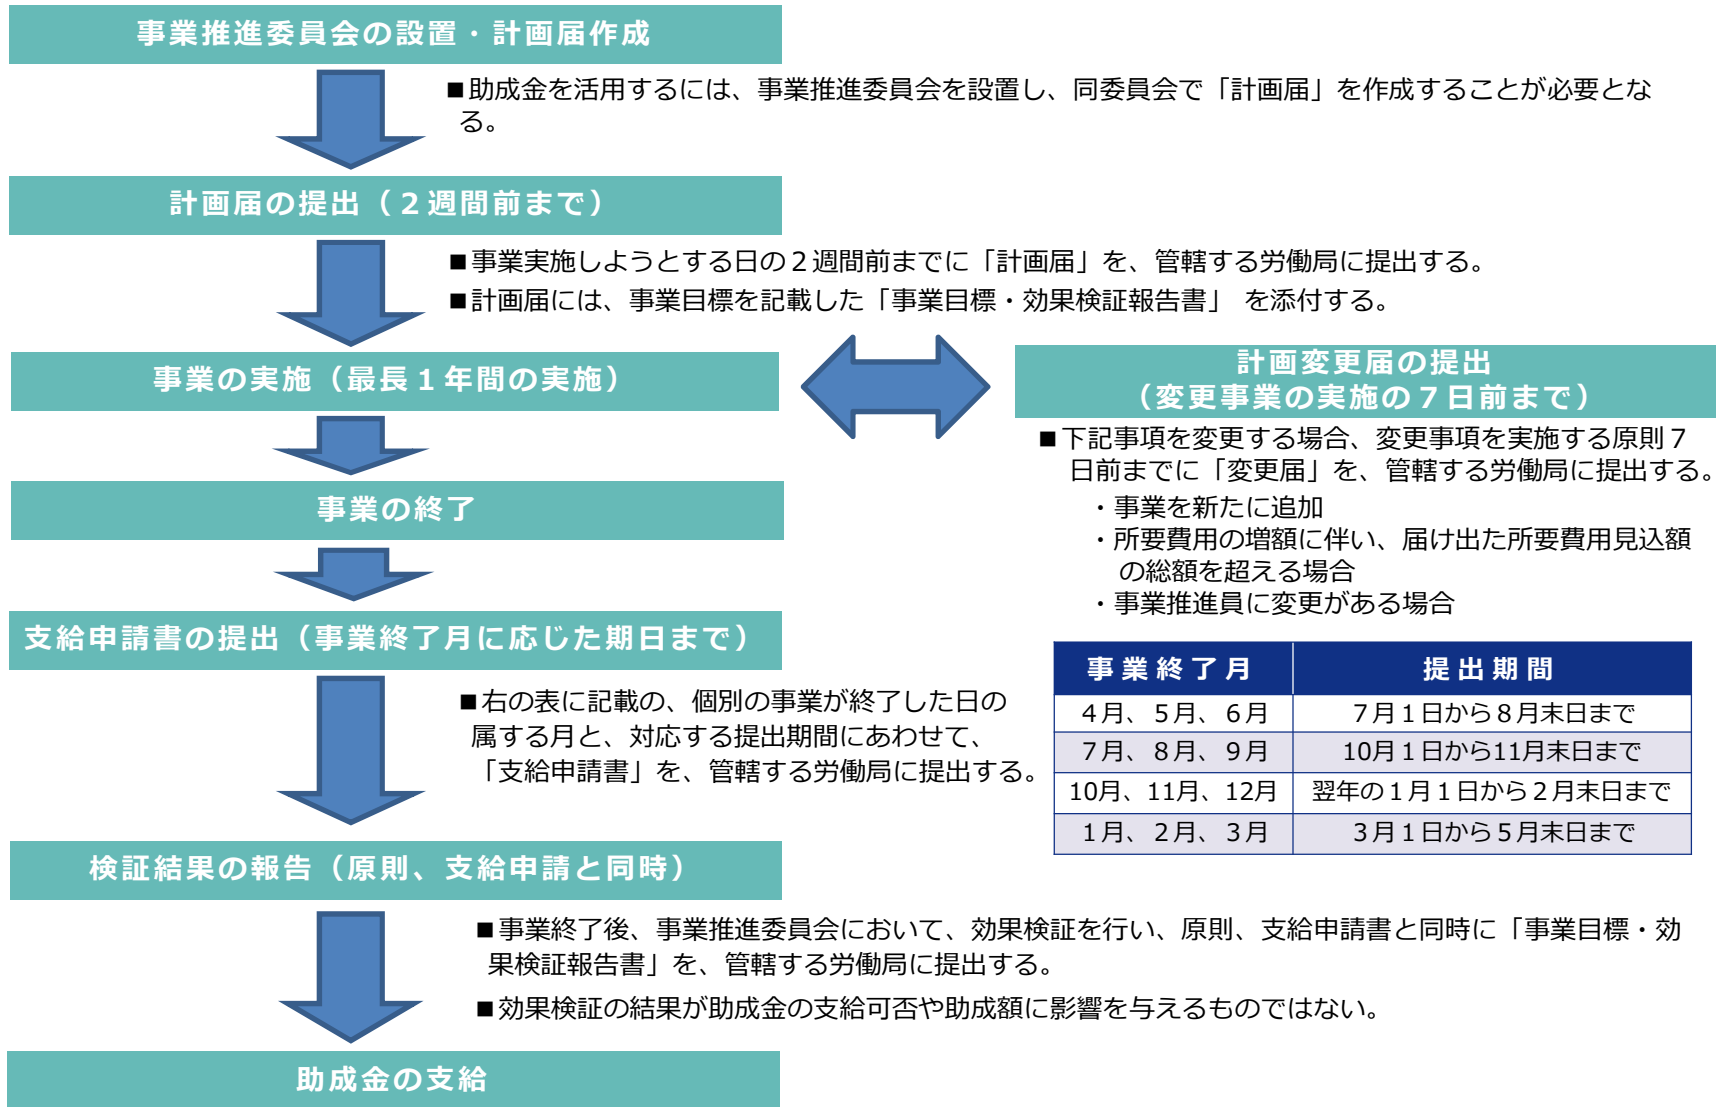 事業推進委員会の設置・計画届作成
■助成金を活用するには、事業推進委員会を設置し、同委員会で「計画届」を作成することが必要とな
る。
計画届の提出（２週間前まで）
■事業実施しようとする日の２週間前までに「計画届」を、管轄する労働局に提出する。
■計画届には、事業目標を記載した「事業目標・効果検証報告書」 を添付する。
事業の実施（最長１年間の実施）
計画変更届の提出
（変更事業の実施の７日前まで）
■下記事項を変更する場合、変更事項を実施する原則７
日前までに「変更届」を、管轄する労働局に提出する。
・事業を新たに追加
・所要費用の増額に伴い、届け出た所要費用見込額
の総額を超える場合
・事業推進員に変更がある場合
事業の終了
支給申請書の提出（事業終了月に応じた期日まで）
■右の表に記載の、個別の事業が終了した日の
属する月と、対応する提出期間にあわせて、
「支給申請書」を、管轄する労働局に提出する。
事業終了月 提出期間
４月、５月、６月 ７月１日から８月末日まで
７月、８月、９月 10月１日から11月末日まで
10月、11月、12月 翌年の１月１日から２月末日まで
１月、２月、３月 ３月１日から５月末日まで
検証結果の報告（原則、支給申請と同時）
■事業終了後、事業推進委員会において、効果検証を行い、原則、支給申請書と同時に「事業目標・効
果検証報告書」を、管轄する労働局に提出する。
■効果検証の結果が助成金の支給可否や助成額に影響を与えるものではない。
助成金の支給